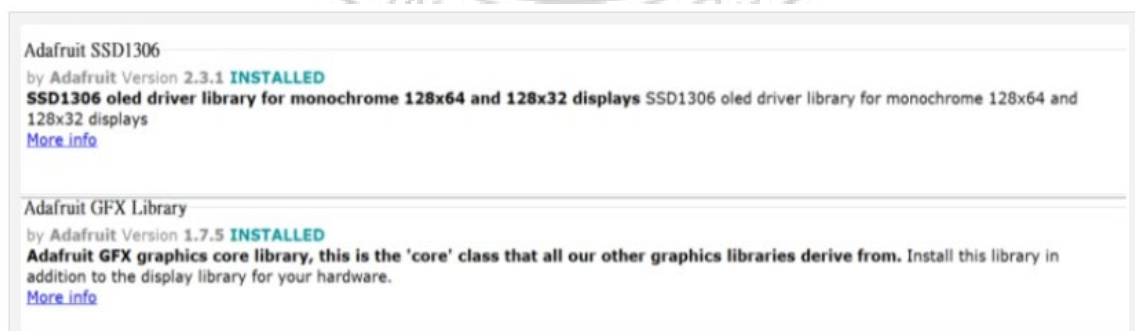 Adafruit SSD1306
by Adafruit Version 2.3.1 INSTALLED
SSD1306 oled driver library for monochrome 128x64 and 128x32 displays SSD1306 oled driver library for monochrome 128x64 and
128x32 displays
More info
Adafruit GFX Library
by Adafruit Version 1.7.5 INSTALLED
Adafruit GFX graphics core library, this is the 'core' class that all our other graphics libraries derive from. Install this library in
addition to the display library for your hardware.
More info